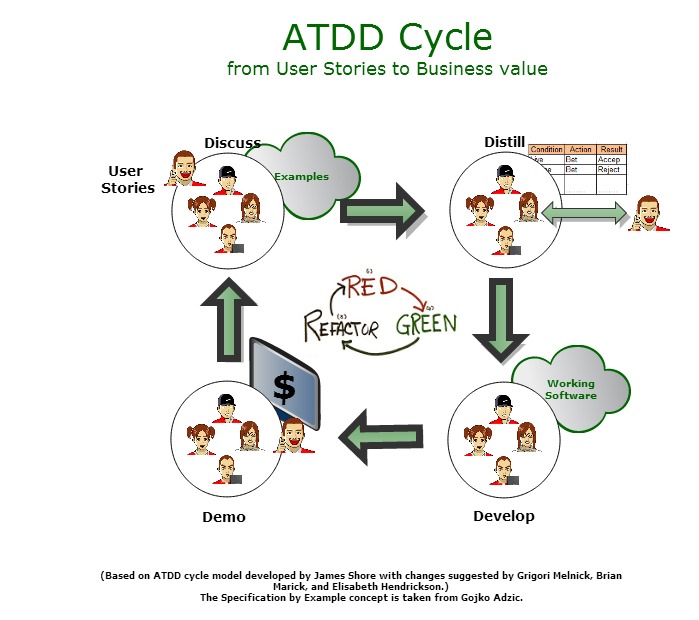 ATDD Cycle
from User Stories to Business value
Discuss
User
Stories
Examples
Distill
Condition Action Result
Bet Accep
Bet Reject
RED
GREEN
REFACTOR
$
Working
Software
Demo
Develop
(Based on ATDD cycle model developed by James Shore with changes suggested by Grigori Melnick, Brian
Marick, and Elisabeth Hendrickson.)
The Specification by Example concept is taken from Gojko Adzic.